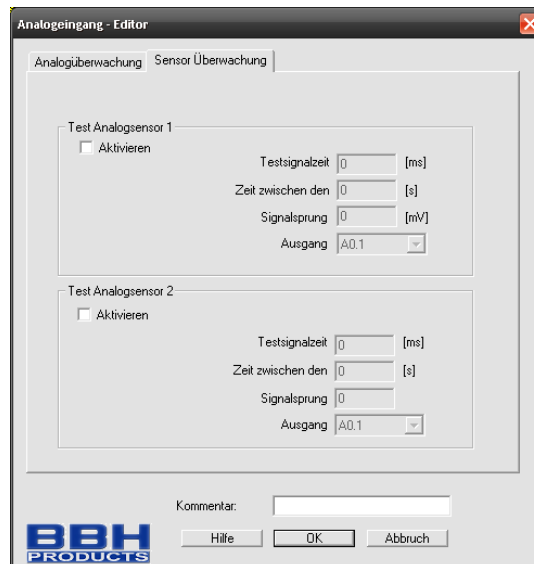 Analogeingang - Editor
Analogüberwachung Sensor Überwachung
Test Analogsensor 1
Aktivieren
Testsignalzeit 0 [ms]
Zeit zwischen den 0 [s]
Signalsprung 0 [mV]
Ausgang A0.1
Test Analogsensor 2
Aktivieren
Testsignalzeit 0 [ms]
Zeit zwischen den 0 [s]
Signalsprung 0
Ausgang A0.1
Kommentar:
BBH PRODUCTS
Hilfe OK Abbruch